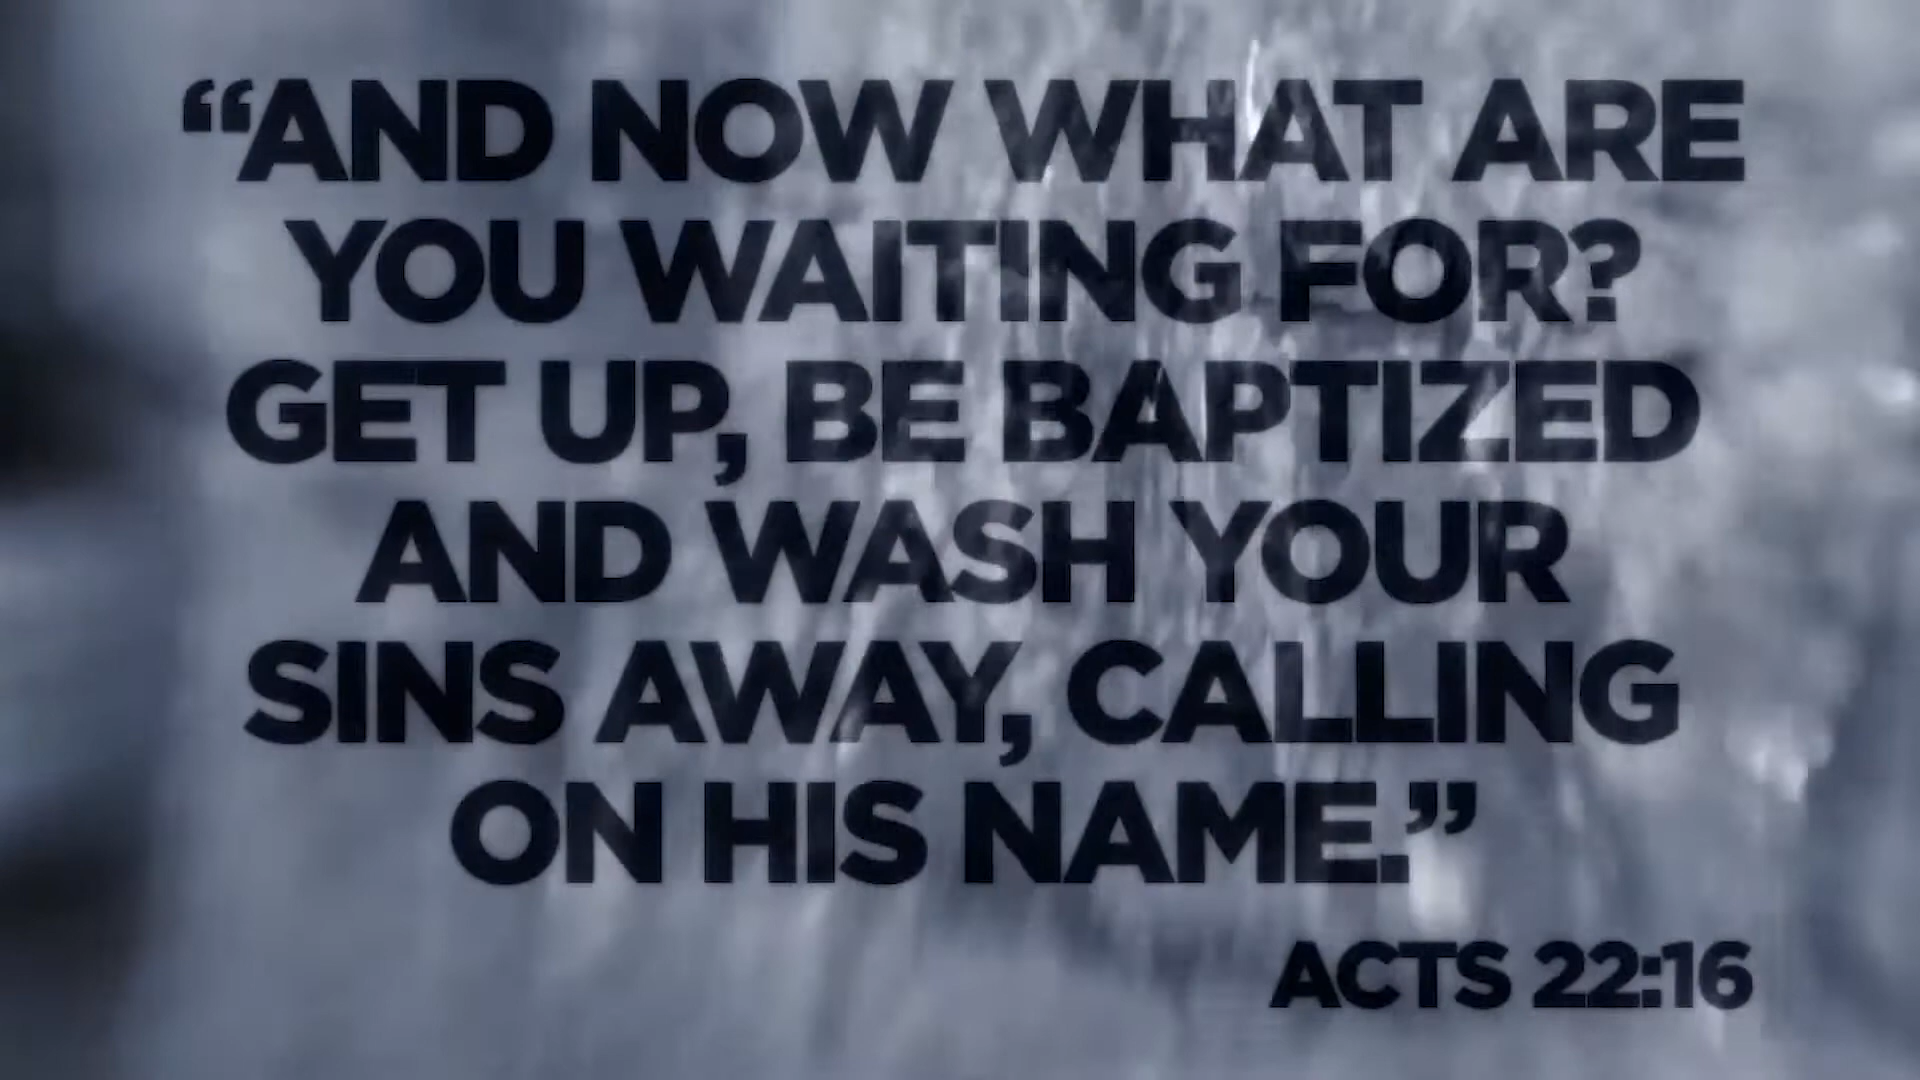 “AND NOW WHAT ARE
YOU WAITING FOR?
GET UP, BE BAPTIZED
AND WASH YOUR
SINS AWAY, CALLING
ON HIS NAME.”
ACTS 22:16